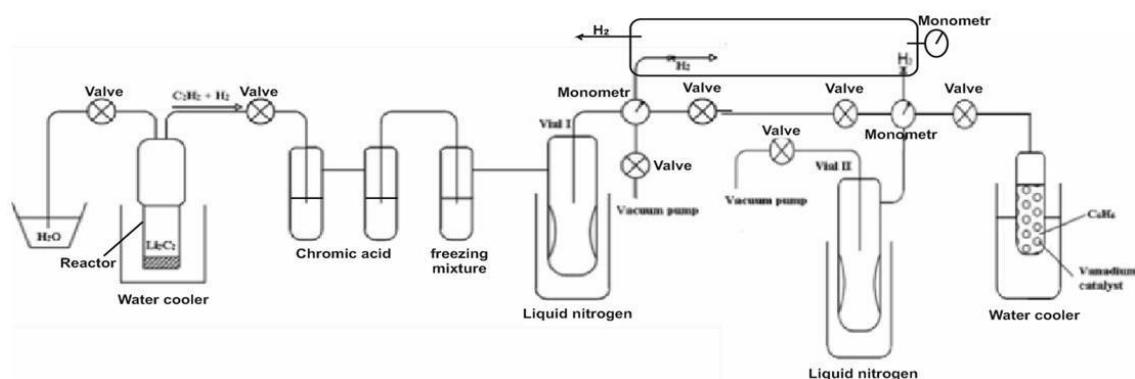 H₂
Monometr
H₂
H₂
Valve
C₂H₂ + H₂
Valve
Monometr
Valve
Valve
Valve
Monometr
Vial I
Valve
Valve
Vial II
Vacuum pump
Vacuum pump
H₂O
Li₂C₂
Reactor
Chromic acid
freezing
mixture
C₆H₆
Vanadium
catalyst
Water cooler
Liquid nitrogen
Water cooler
Liquid nitrogen